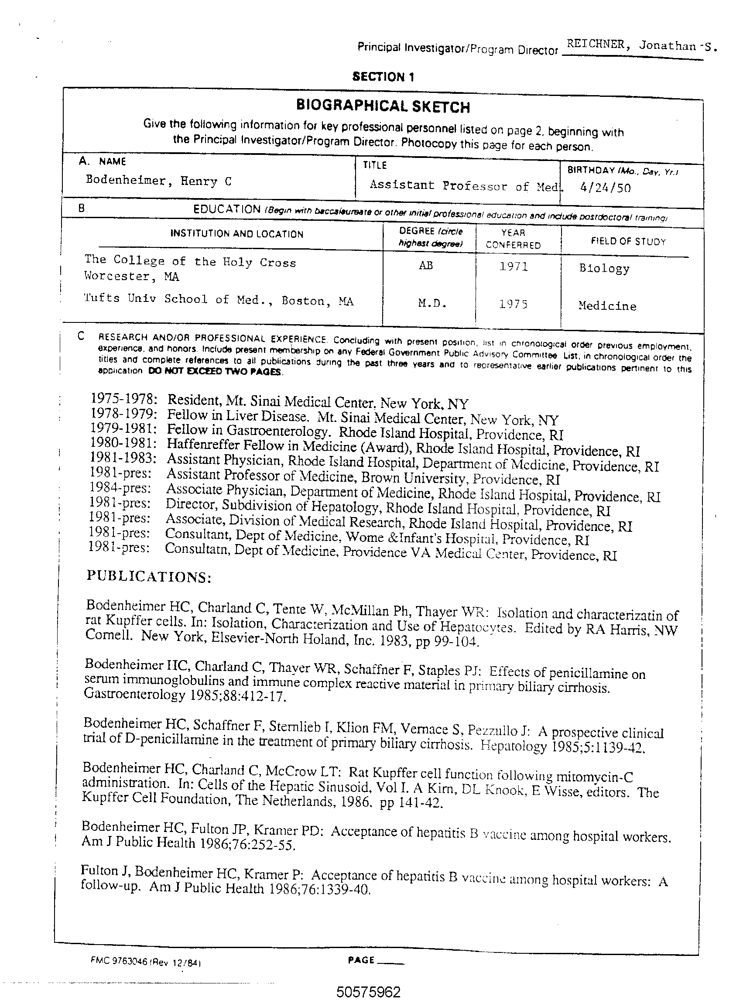 Principal Investigator/Program Director REICHNER, Jonathan S.
SECTION 1
BIOGRAPHICAL SKETCH
Give the following information for key professional personnel listed on page 2, beginning with
the Principal Investigator/Program Director. Photocopy this page for each person.
A. NAME TITLE BIRTHDAY (Mo., Day, Yr.)
Bodenheimer, Henry C Assistant Professor of Med. 4/24/50
B EDUCATION (Begin with baccalaureate or other initial professional education and include postdoctoral training)
INSTITUTION AND LOCATION DEGREE (circle highest degree) YEAR CONFERRED FIELD OF STUDY
The College of the Holy Cross AB 1971 Biology
Worcester, MA
Tufts Univ School of Med., Boston, MA M.D. 1975 Medicine
C RESEARCH AND/OR PROFESSIONAL EXPERIENCE. Concluding with present position, list in chronological order previous employment,
experience, and honors. Include present membership on any Federal Government Public Advisory Committee. List, in chronological order the
titles and complete references to all publications during the past three years and to representative earlier publications pertinent to this
application DO NOT EXCEED TWO PAGES.
1975-1978: Resident, Mt. Sinai Medical Center, New York, NY
1978-1979: Fellow in Liver Disease. Mt. Sinai Medical Center, New York, NY
1979-1981: Fellow in Gastroenterology. Rhode Island Hospital, Providence, RI
1980-1981: Haffenreffer Fellow in Medicine (Award), Rhode Island Hospital, Providence, RI
1981-1983: Assistant Physician, Rhode Island Hospital, Department of Medicine, Providence, RI
1981-pres: Assistant Professor of Medicine, Brown University, Providence, RI
1984-pres: Associate Physician, Department of Medicine, Rhode Island Hospital, Providence, RI
1981-pres: Director, Subdivision of Hepatology, Rhode Island Hospital, Providence, RI
1981-pres: Associate, Division of Medical Research, Rhode Island Hospital, Providence, RI
1981-pres: Consultant, Dept of Medicine, Wome &Infant's Hospital, Providence, RI
1981-pres: Consultatn, Dept of Medicine, Providence VA Medical Center, Providence, RI
PUBLICATIONS:
Bodenheimer HC, Charland C, Tente W, McMillan Ph, Thayer WR: Isolation and characterizatin of
rat Kupffer cells. In: Isolation, Characterization and Use of Hepatocytes. Edited by RA Harris, NW
Cornell. New York, Elsevier-North Holand, Inc. 1983, pp 99-104.
Bodenheimer HC, Charland C, Thayer WR, Schaffner F, Staples PJ: Effects of penicillamine on
serum immunoglobulins and immune complex reactive material in primary biliary cirrhosis.
Gastroenterology 1985;88:412-17.
Bodenheimer HC, Schaffner F, Sternlieb I, Klion FM, Vernace S, Pezzullo J: A prospective clinical
trial of D-penicillamine in the treatment of primary biliary cirrhosis. Hepatology 1985;5:1139-42.
Bodenheimer HC, Charland C, McCrow LT: Rat Kupffer cell function following mitomycin-C
administration. In: Cells of the Hepatic Sinusoid, Vol I. A Kirn, DL Knook, E Wisse, editors. The
Kupffer Cell Foundation, The Netherlands, 1986. pp 141-42.
Bodenheimer HC, Fulton JP, Kramer PD: Acceptance of hepatitis B vaccine among hospital workers.
Am J Public Health 1986;76:252-55.
Fulton J, Bodenheimer HC, Kramer P: Acceptance of hepatitis B vaccine among hospital workers: A
follow-up. Am J Public Health 1986;76:1339-40.
FMC 9763046 (Rev 12/84) PAGE
50575962